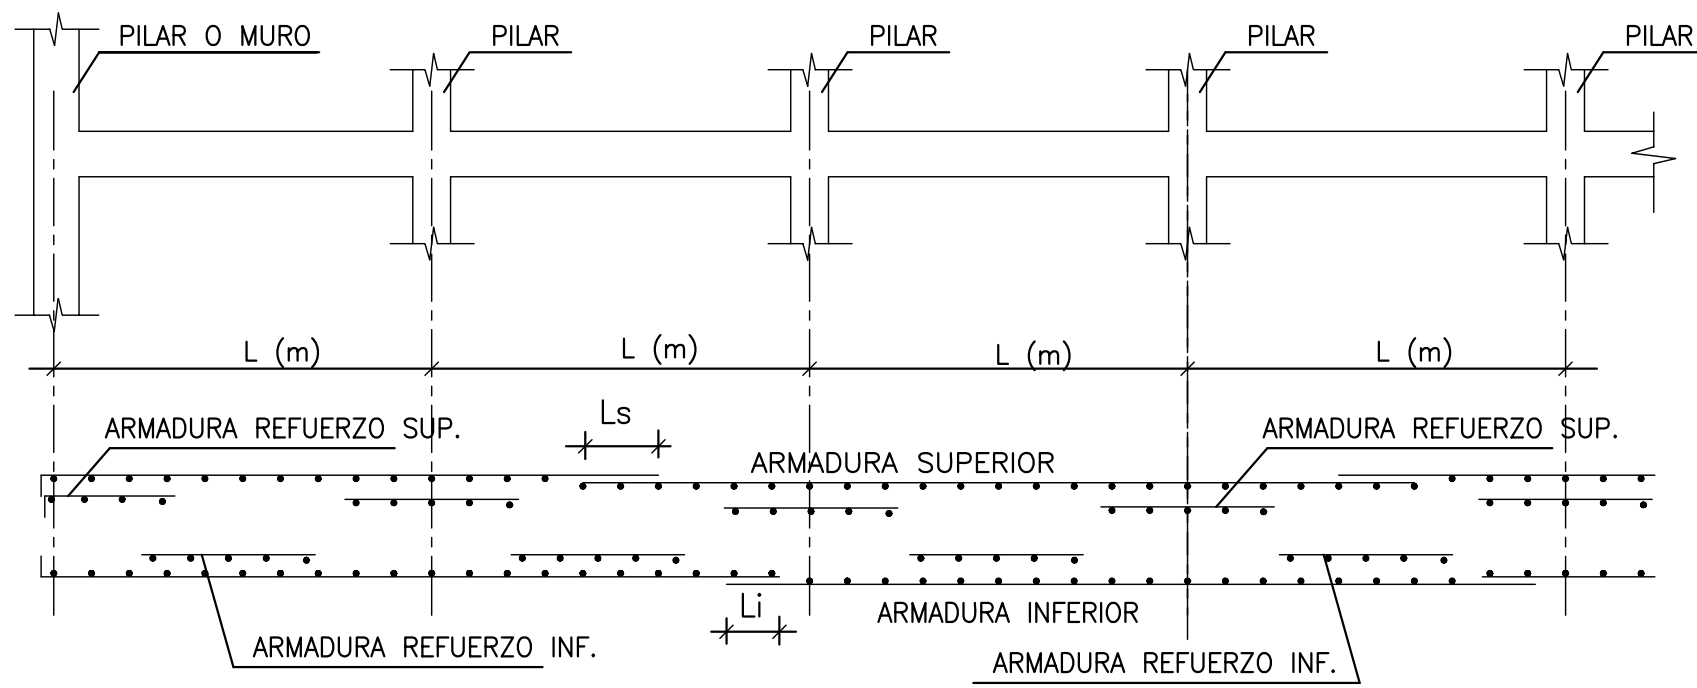 PILAR O MURO
PILAR
PILAR
PILAR
PILAR
L (m)
L (m)
L (m)
L (m)
ARMADURA REFUERZO SUP.
Ls
ARMADURA SUPERIOR
ARMADURA REFUERZO SUP.
Li
ARMADURA INFERIOR
ARMADURA REFUERZO INF.
ARMADURA REFUERZO INF.